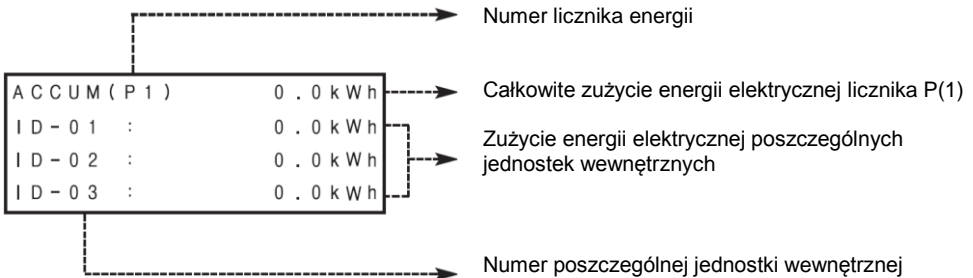 Numer licznika energii
ACCUM(P1) 0.0kWh
Całkowite zużycie energii elektrycznej licznika P(1)
ID-01 : 0.0kWh
ID-02 : 0.0kWh
ID-03 : 0.0kWh
Zużycie energii elektrycznej poszczególnych
jednostek wewnętrznych
Numer poszczególnej jednostki wewnętrznej